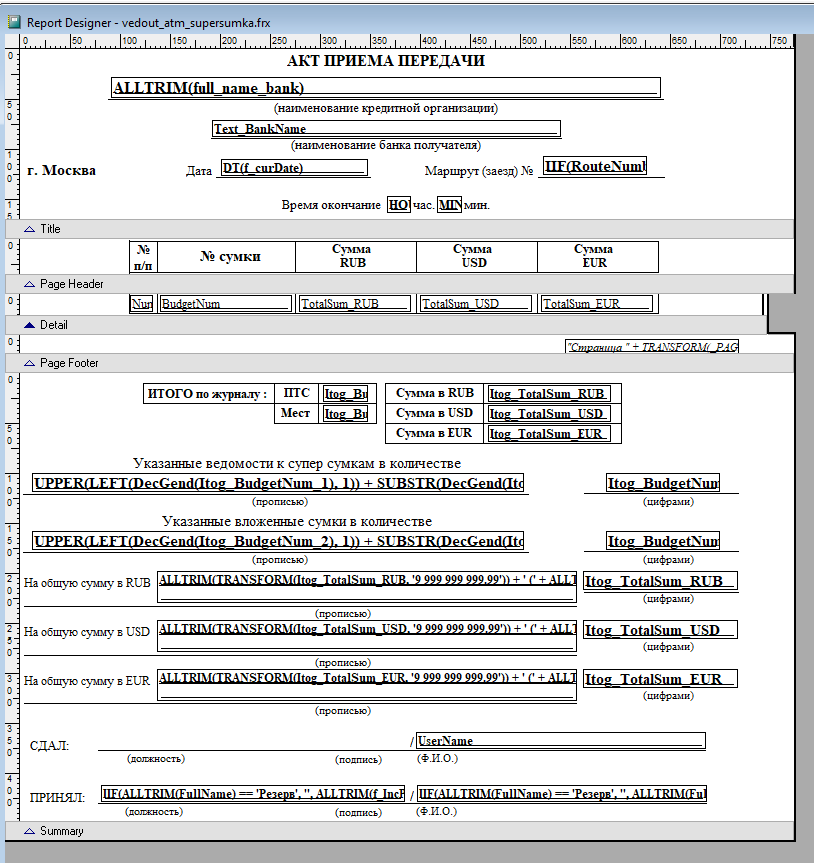 Report Designer - vedout_atm_supersumka.frx
0 50 100 150 200 250 300 350 400 450 500 550 600 650 700 750
АКТ ПРИЕМА ПЕРЕДАЧИ
ALLTRIM(full_name_bank)
(наименование кредитной организации)
Text_BankName
(наименование банка получателя)
г. Москва Дата DT(f_curDate) Маршрут (заезд) № IIF(RouteNuml
Время окончание HO час. MIN мин.
Title
№ п/п № сумки Сумма RUB Сумма USD Сумма EUR
Page Header
Num BudgetNum TotalSum_RUB TotalSum_USD TotalSum_EUR
Detail
"Страница " + TRANSFORM(_PAG
Page Footer
ИТОГО по журналу : ПТС Itog_Bu Сумма в RUB Itog_TotalSum_RUB
Мест Itog_Bu Сумма в USD Itog_TotalSum_USD
Сумма в EUR Itog_TotalSum_EUR
Указанные ведомости к супер сумкам в количестве
UPPER(LEFT(DecGend(Itog_BudgetNum_1), 1)) + SUBSTR(DecGend(Ito Itog_BudgetNum
(прописью) (цифрами)
Указанные вложенные сумки в количестве
UPPER(LEFT(DecGend(Itog_BudgetNum_2), 1)) + SUBSTR(DecGend(Ito Itog_BudgetNum
(прописью) (цифрами)
На общую сумму в RUB ALLTRIM(TRANSFORM(Itog_TotalSum_RUB, '9 999 999 999.99')) + ' (' + ALLT Itog_TotalSum_RUB
(прописью) (цифрами)
На общую сумму в USD ALLTRIM(TRANSFORM(Itog_TotalSum_USD, '9 999 999 999.99')) + ' (' + ALLT Itog_TotalSum_USD
(прописью) (цифрами)
На общую сумму в EUR ALLTRIM(TRANSFORM(Itog_TotalSum_EUR, '9 999 999 999.99')) + ' (' + ALLT Itog_TotalSum_EUR
(прописью) (цифрами)
СДАЛ: / UserName
(должность) (подпись) (Ф.И.О.)
ПРИНЯЛ: IIF(ALLTRIM(FullName) == 'Резерв', '', ALLTRIM(f_IncF / IIF(ALLTRIM(FullName) == 'Резерв', '', ALLTRIM(Ful
(должность) (подпись) (Ф.И.О.)
Summary